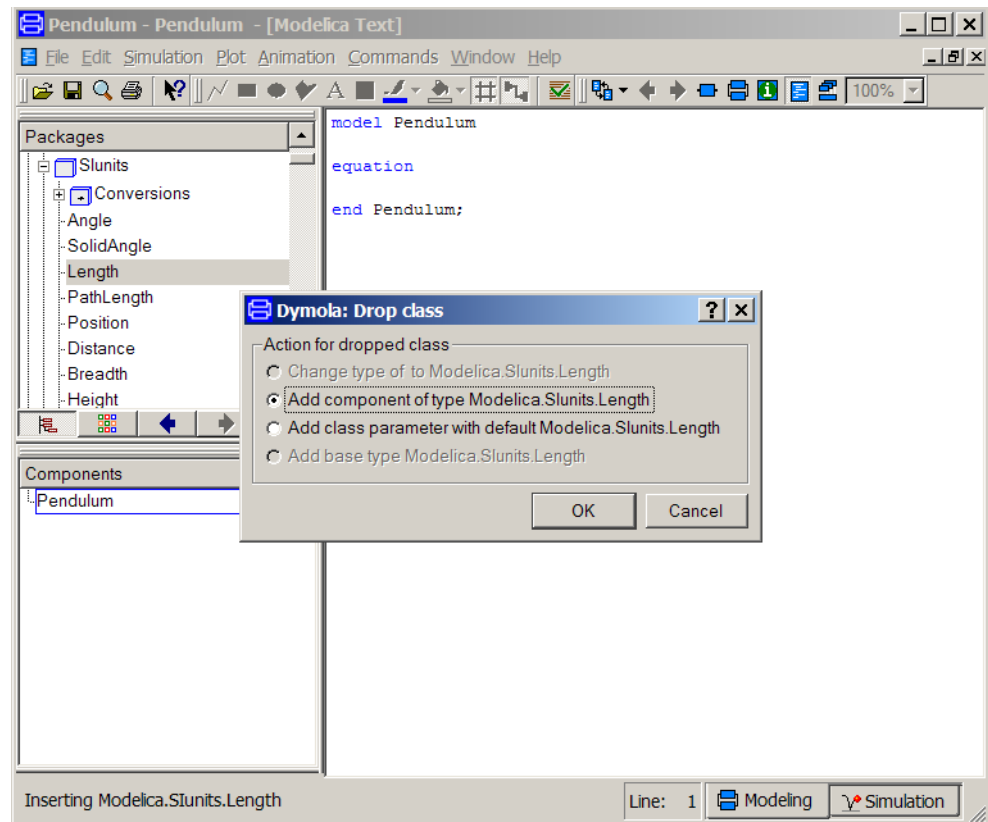 Pendulum - Pendulum - [Modelica Text]
File Edit Simulation Plot Animation Commands Window Help
A 100%
Packages
SIunits
Conversions
Angle
SolidAngle
Length
PathLength
Position
Distance
Breadth
Height
Components
Pendulum
model Pendulum
equation
end Pendulum;
Dymola: Drop class
Action for dropped class
Change type of to Modelica.SIunits.Length
Add component of type Modelica.SIunits.Length
Add class parameter with default Modelica.SIunits.Length
Add base type Modelica.SIunits.Length
OK Cancel
Inserting Modelica.SIunits.Length
Line: 1 Modeling Simulation